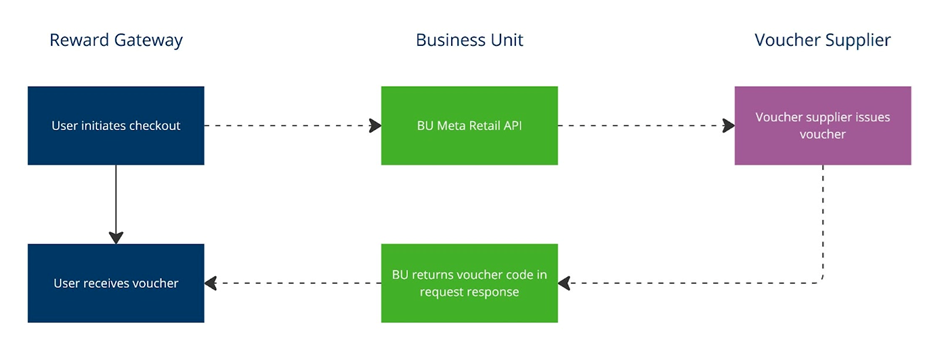 Reward Gateway
Business Unit
Voucher Supplier
User initiates checkout
BU Meta Retail API
Voucher supplier issues
voucher
User receives voucher
BU returns voucher code in
request response